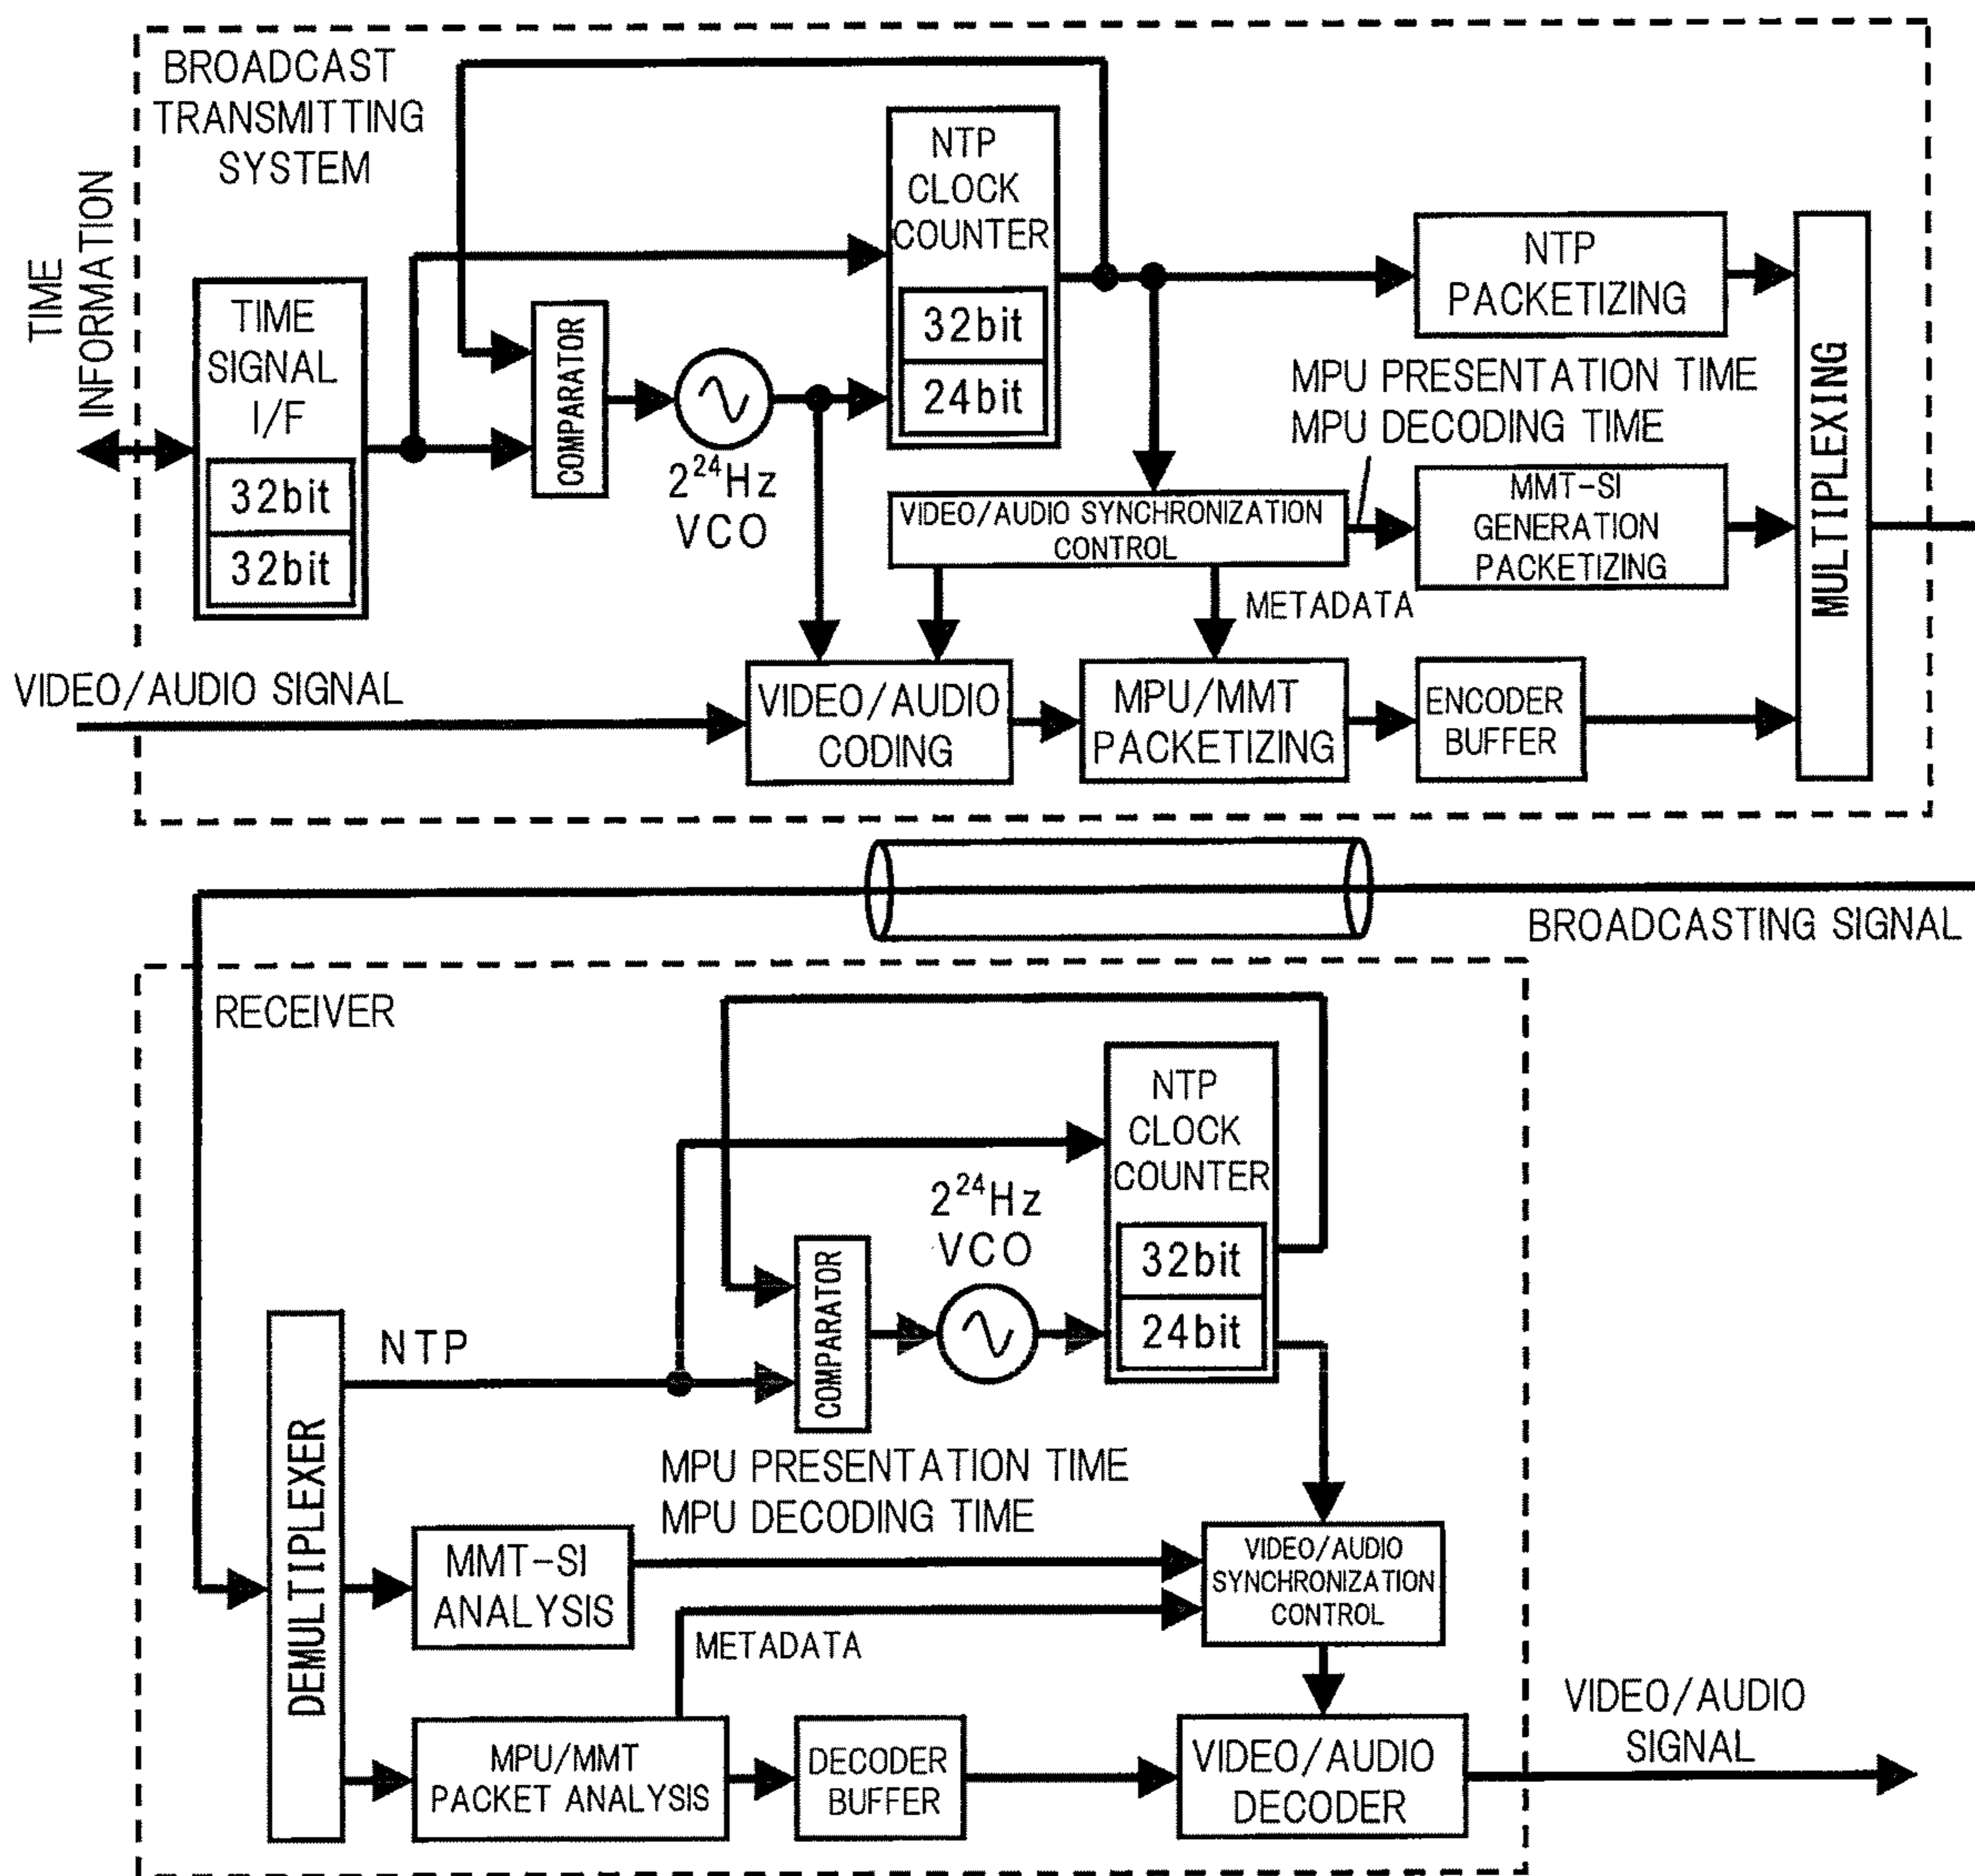 BROADCAST
TRANSMITTING
SYSTEM
TIME
INFORMATION
TIME
SIGNAL
I/F
32bit
32bit
COMPARATOR
2²⁴Hz
VCO
NTP
CLOCK
COUNTER
32bit
24bit
NTP
PACKETIZING
MPU PRESENTATION TIME
MPU DECODING TIME
VIDEO/AUDIO SYNCHRONIZATION
CONTROL
MMT-SI
GENERATION
PACKETIZING
MULTIPLEXING
METADATA
VIDEO/AUDIO SIGNAL
VIDEO/AUDIO
CODING
MPU/MMT
PACKETIZING
ENCODER
BUFFER
BROADCASTING SIGNAL
RECEIVER
NTP
CLOCK
COUNTER
32bit
24bit
2²⁴Hz
VCO
COMPARATOR
NTP
DEMULTIPLEXER
MPU PRESENTATION TIME
MPU DECODING TIME
MMT-SI
ANALYSIS
VIDEO/AUDIO
SYNCHRONIZATION
CONTROL
METADATA
MPU/MMT
PACKET ANALYSIS
DECODER
BUFFER
VIDEO/AUDIO
DECODER
VIDEO/AUDIO
SIGNAL